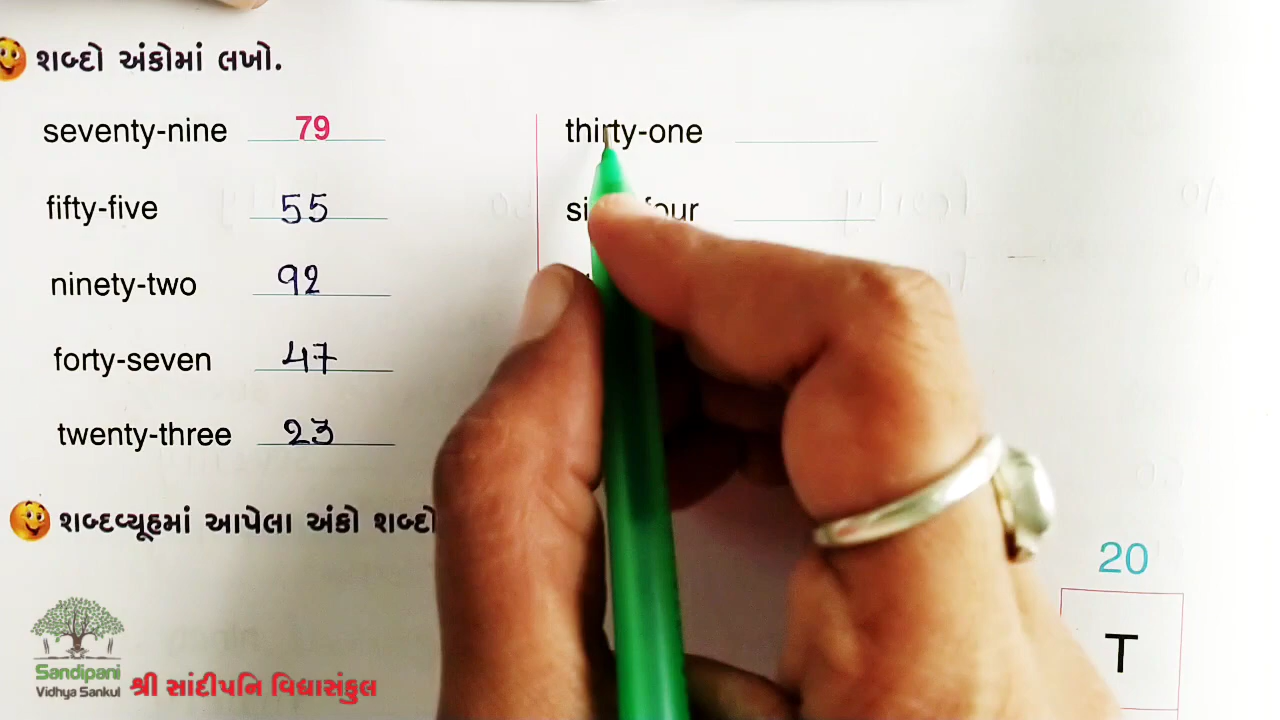 શબ્દો અંકોમાં લખો.
seventy-nine 79
thirty-one
fifty-five 55
four
ninety-two 92
forty-seven 47
twenty-three 23
શબ્દવ્યૂહમાં આપેલા અંકો શબ્દો
20
T
Sandipani
Vidhya Sankul
શ્રી સાંદીપનિ વિદ્યાસંકુલ